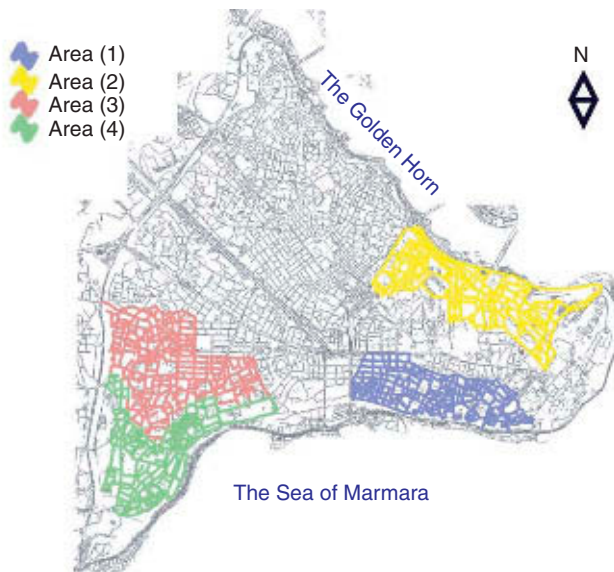 Area (1)
Area (2)
Area (3)
Area (4)
N
The Golden Horn
The Sea of Marmara